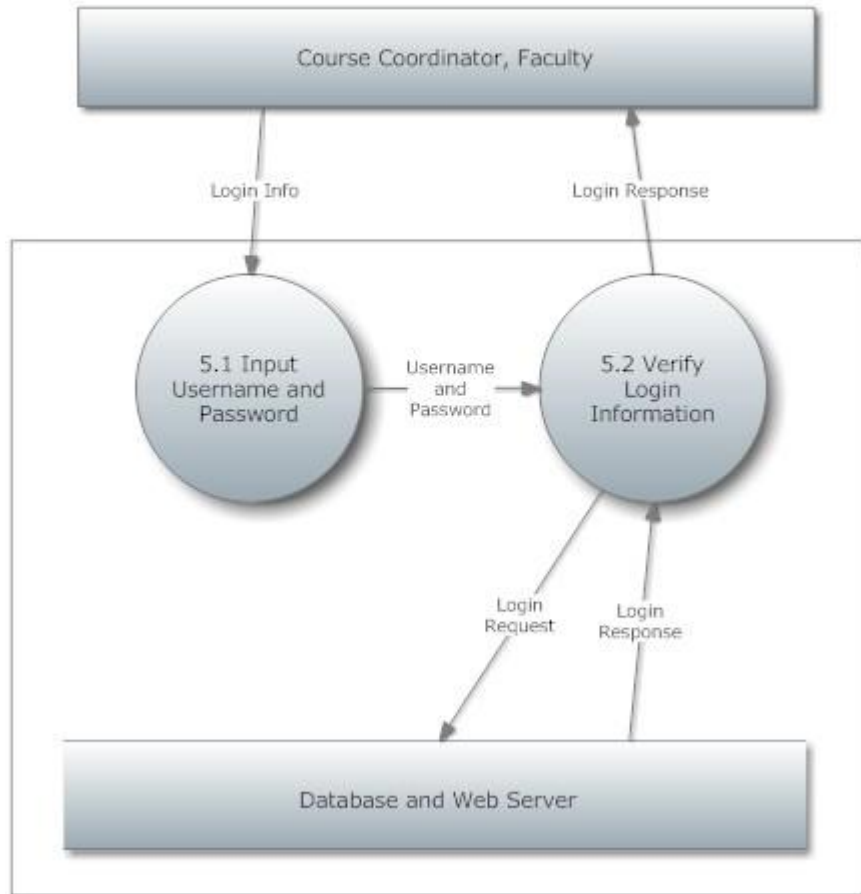 Course Coordinator, Faculty
Login Info
Login Response
5.1 Input
Username and
Password
Username
and
Password
5.2 Verify
Login
Information
Login
Request
Login
Response
Database and Web Server